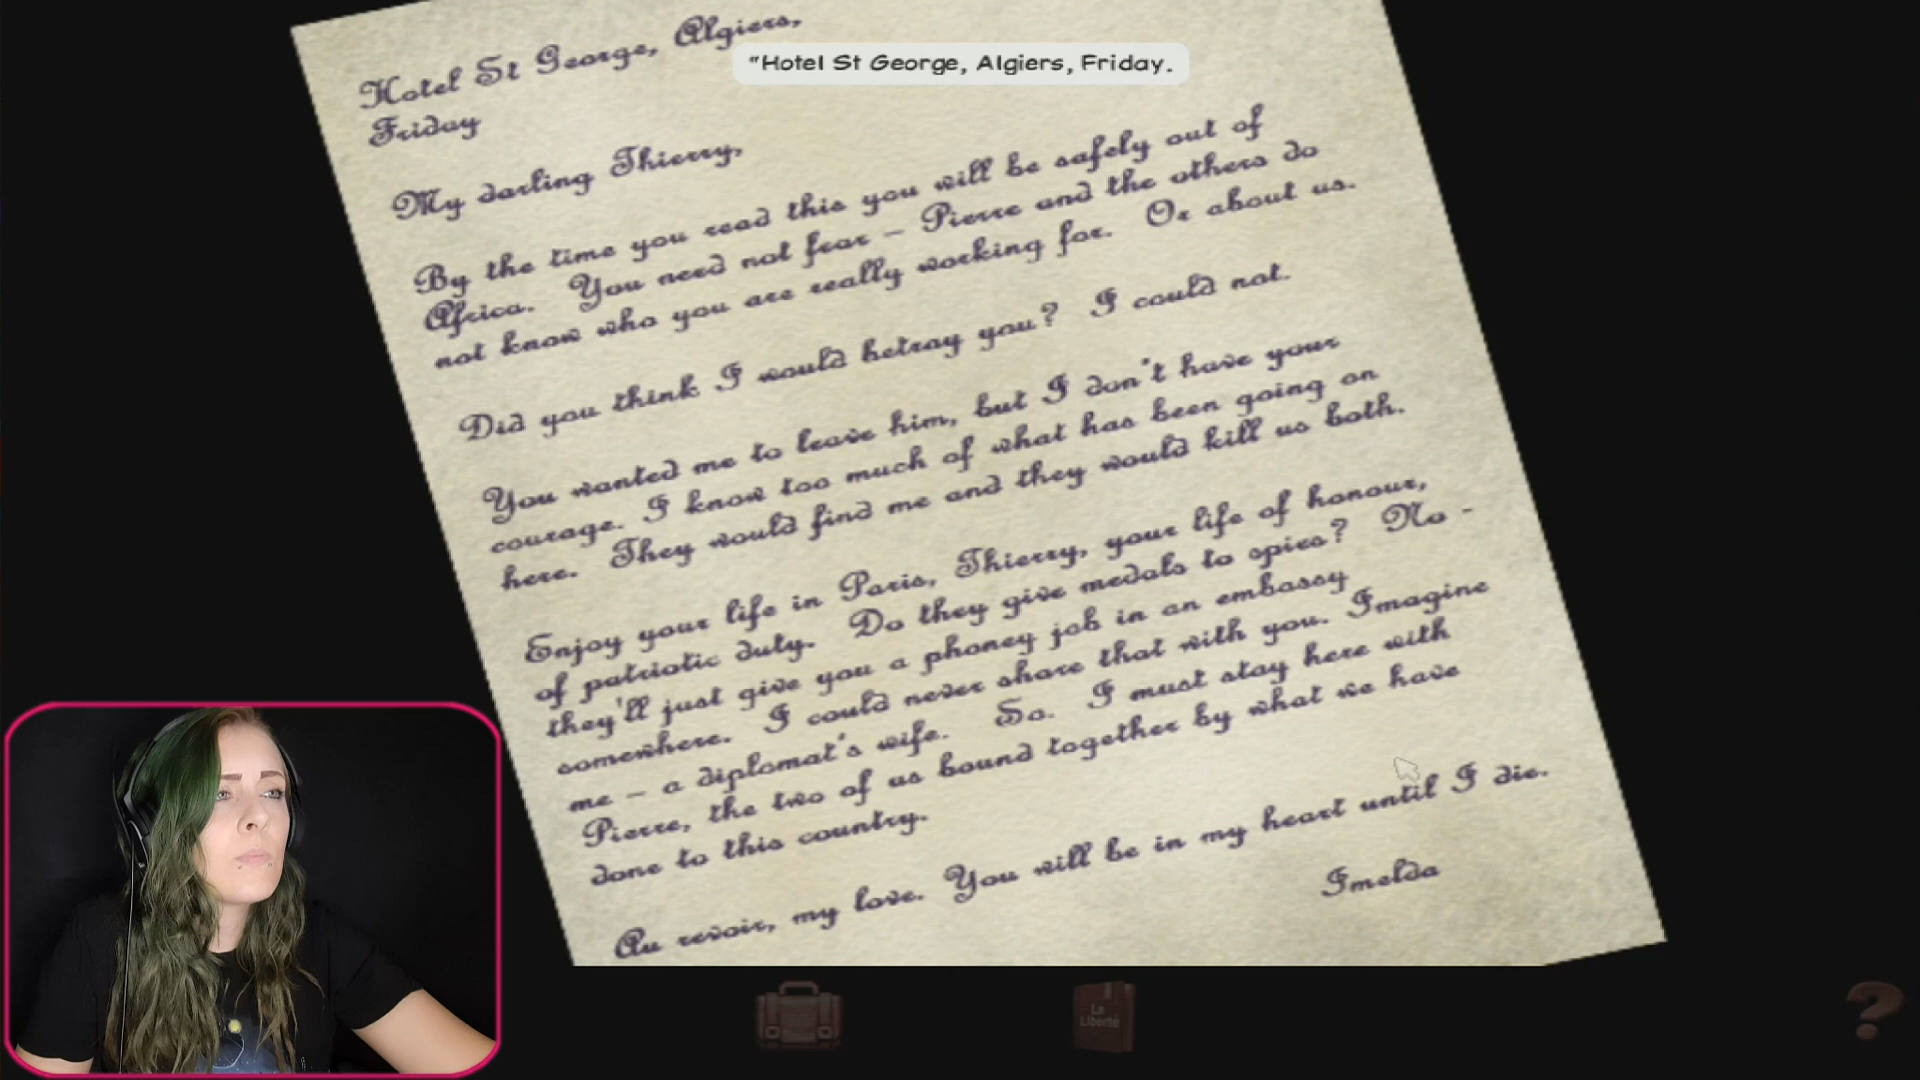 Hotel St George, Algiers,
"Hotel St George, Algiers, Friday.
Friday
My darling Thierry,
By the time you read this you will be safely out of
Africa. You need not fear – Pierre and the others do
not know who you are really working for. Or about us.
Did you think I would betray you? I could not.
You wanted me to leave him, but I don't have your
courage. I know too much of what has been going on
here. They would find me and they would kill us both.
Enjoy your life in Paris, Thierry, your life of honour,
of patriotic duty. Do they give medals to spies? No -
they'll just give you a phoney job in an embassy
somewhere. I could never share that with you. Imagine
me – a diplomat's wife. So. I must stay here with
Pierre, the two of us bound together by what we have
done to this country.
Au revoir, my love. You will be in my heart until I die.
Imelda
La
Liberté
?